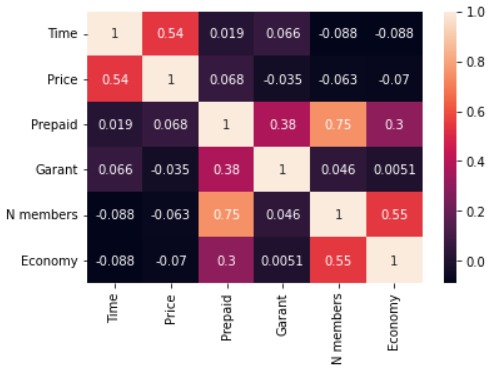 Time 1 0.54 0.019 0.066 -0.088 -0.088
Price 0.54 1 0.068 -0.035 -0.063 -0.07
Prepaid 0.019 0.068 1 0.38 0.75 0.3
Garant 0.066 -0.035 0.38 1 0.046 0.0051
N members -0.088 -0.063 0.75 0.046 1 0.55
Economy -0.088 -0.07 0.3 0.0051 0.55 1
Time Price Prepaid Garant N members Economy
1.0
0.8
0.6
0.4
0.2
0.0